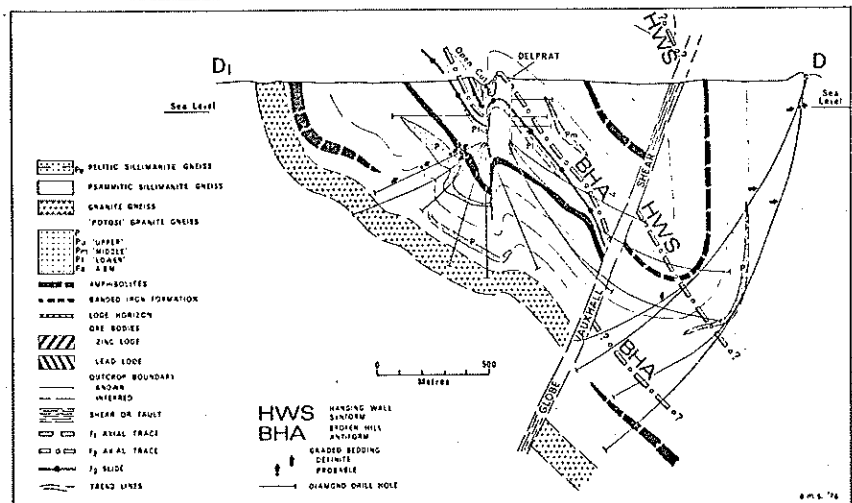 D₁
D
Sea Level
Sea Level
Open Cut
DELPRAT
HWS
BHA
HWS
BHA
GLOBE VAUXHALL SHEAR
Pm
PELITIC SILLIMANITE GNEISS
PSAMMITIC SILLIMANITE GNEISS
GRANITE GNEISS
'POTOSI' GRANITE GNEISS
P
Pu 'UPPER'
Pm 'MIDDLE'
'LOWER'
AMPHIBOLITES
BANDED IRON FORMATION
LODE HORIZON
ORE BODIES
ZINC LODE
LEAD LODE
OUTCROP BOUNDARY
KNOWN
INFERRED
SHEAR OR FAULT
F₁ AXIAL TRACE
F₂ AXIAL TRACE
SLIDE
TREND LINES
0 500
Metres
HWS HANGING WALL
SYNFORM
BHA BROKEN HILL
ANTIFORM
GRADED BEDDING
DEFINITE
PROBABLE
DIAMOND DRILL HOLE